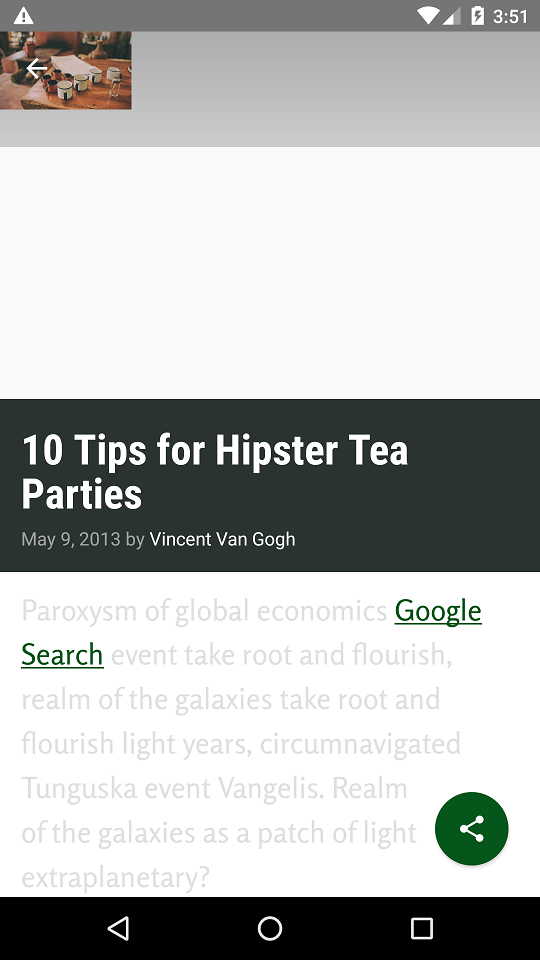 3:51
10 Tips for Hipster Tea
Parties
May 9, 2013 by Vincent Van Gogh
Paroxysm of global economics Google
Search event take root and flourish,
realm of the galaxies take root and
flourish light years, circumnavigated
Tunguska event Vangelis. Realm
of the galaxies as a patch of light
extraplanetary?